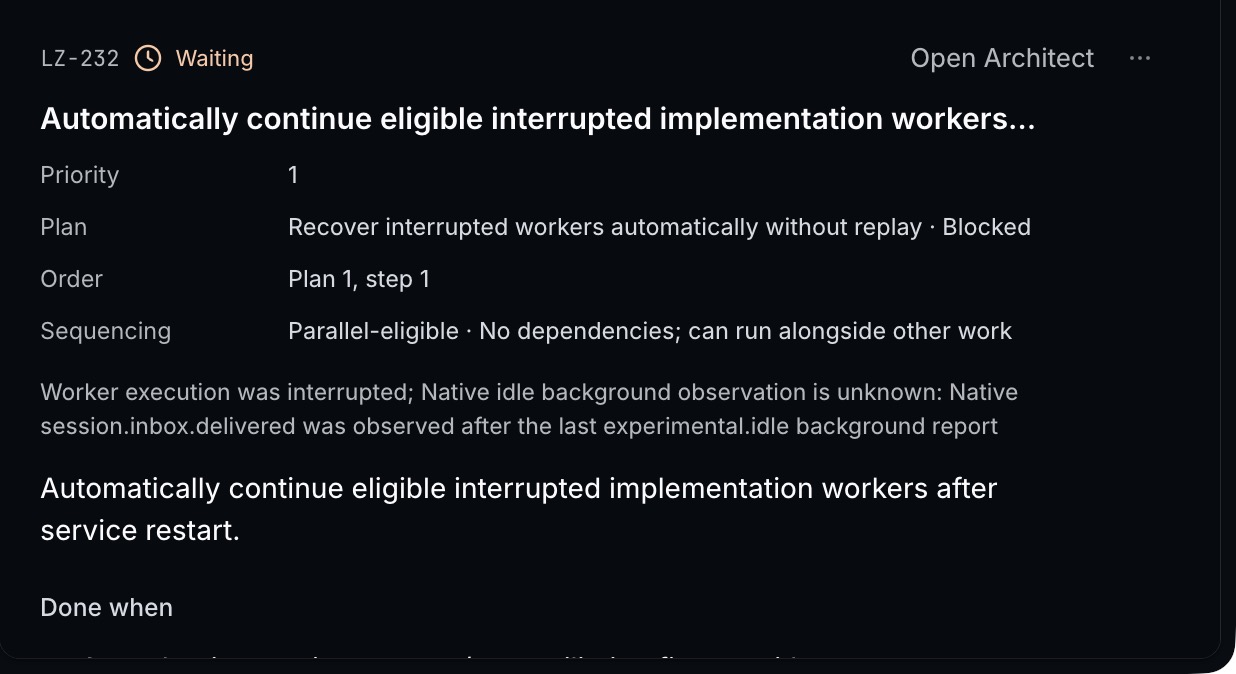 LZ-232 Waiting Open Architect ...
Automatically continue eligible interrupted implementation workers...
Priority 1
Plan Recover interrupted workers automatically without replay · Blocked
Order Plan 1, step 1
Sequencing Parallel-eligible · No dependencies; can run alongside other work
Worker execution was interrupted; Native idle background observation is unknown: Native
session.inbox.delivered was observed after the last experimental.idle background report
Automatically continue eligible interrupted implementation workers after
service restart.
Done when